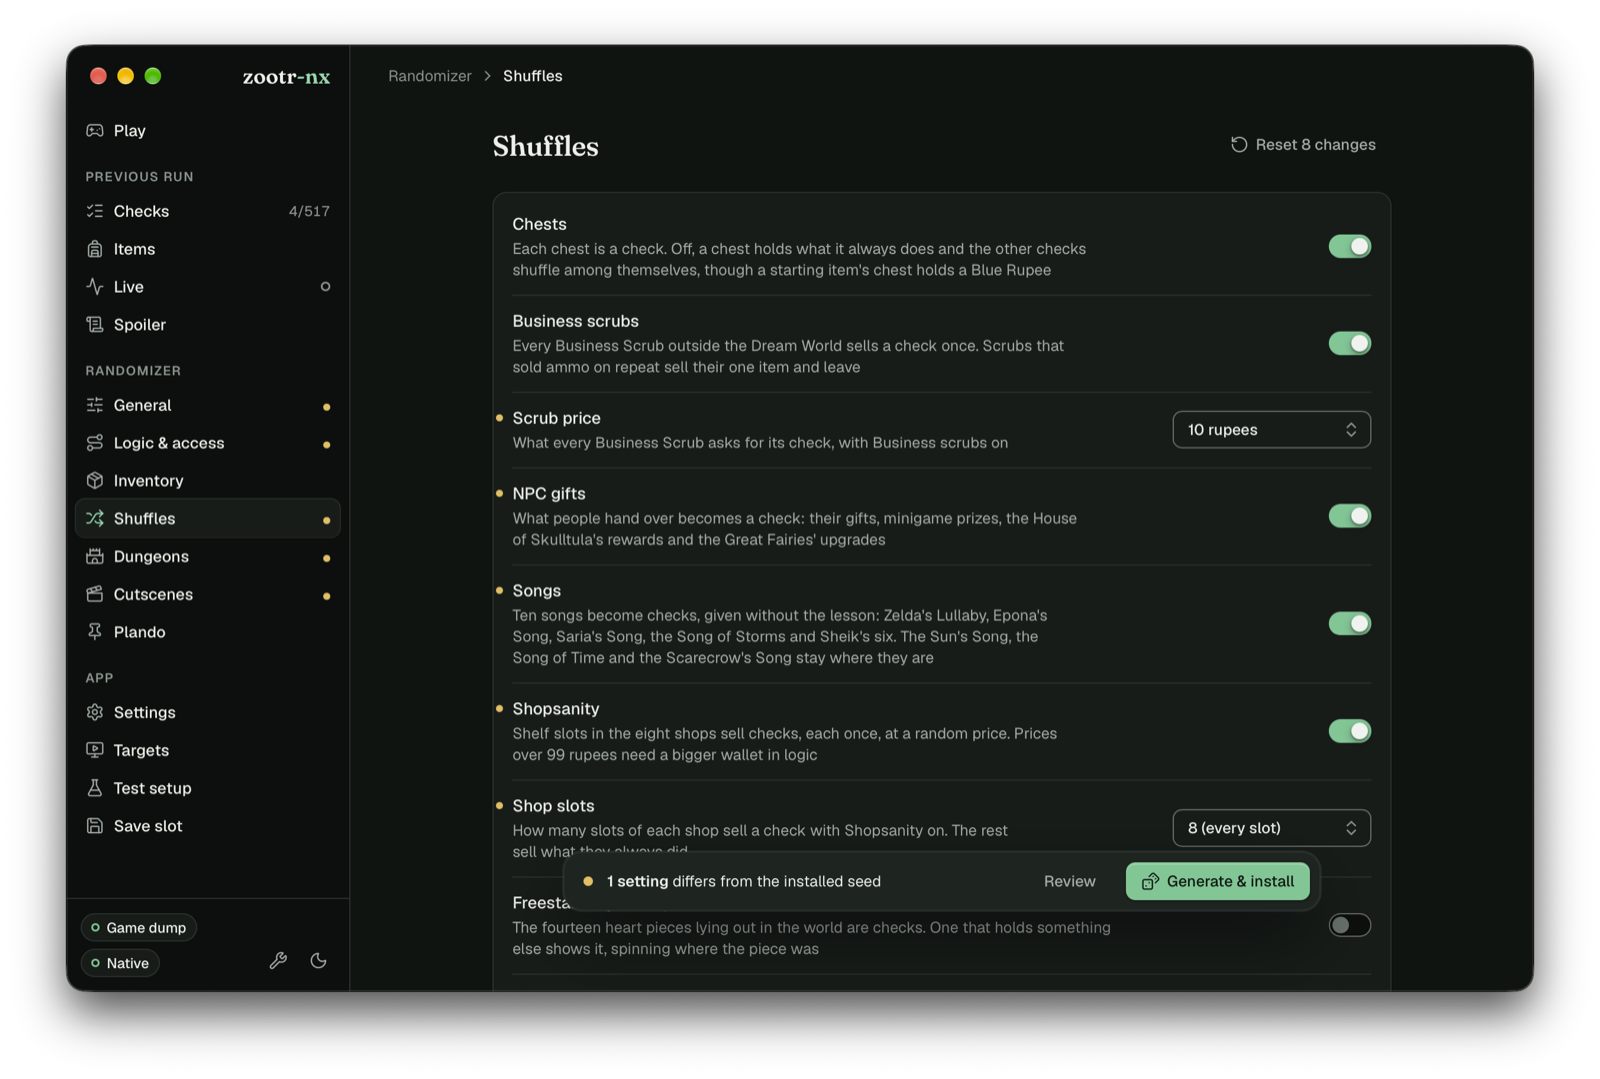 zootr-nx
Play
PREVIOUS RUN
Checks 4/517
Items
Live
Spoiler
RANDOMIZER
General
Logic & access
Inventory
Shuffles
Dungeons
Cutscenes
Plando
APP
Settings
Targets
Test setup
Save slot
Game dump
Native
Randomizer > Shuffles
Shuffles
Reset 8 changes
Chests
Each chest is a check. Off, a chest holds what it always does and the other checks
shuffle among themselves, though a starting item's chest holds a Blue Rupee
Business scrubs
Every Business Scrub outside the Dream World sells a check once. Scrubs that
sold ammo on repeat sell their one item and leave
Scrub price
What every Business Scrub asks for its check, with Business scrubs on
10 rupees
NPC gifts
What people hand over becomes a check: their gifts, minigame prizes, the House
of Skulltula's rewards and the Great Fairies' upgrades
Songs
Ten songs become checks, given without the lesson: Zelda's Lullaby, Epona's
Song, Saria's Song, the Song of Storms and Sheik's six. The Sun's Song, the
Song of Time and the Scarecrow's Song stay where they are
Shopsanity
Shelf slots in the eight shops sell checks, each once, at a random price. Prices
over 99 rupees need a bigger wallet in logic
Shop slots
How many slots of each shop sell a check with Shopsanity on. The rest
sell what they always did
8 (every slot)
1 setting differs from the installed seed
Review
Generate & install
Freesta
The fourteen heart pieces lying out in the world are checks. One that holds something
else shows it, spinning where the piece was